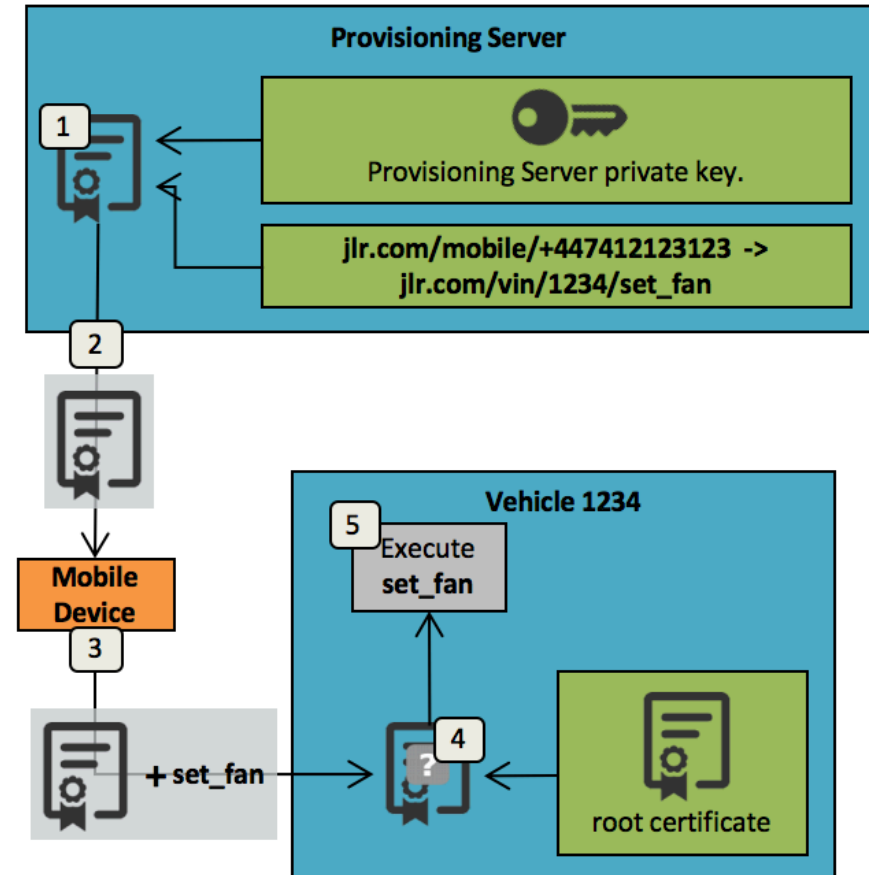 Provisioning Server
1
Provisioning Server private key.
jlr.com/mobile/+447412123123 ->
jlr.com/vin/1234/set_fan
2
Vehicle 1234
5
Execute
set_fan
Mobile
Device
3
4
?
+ set_fan
root certificate